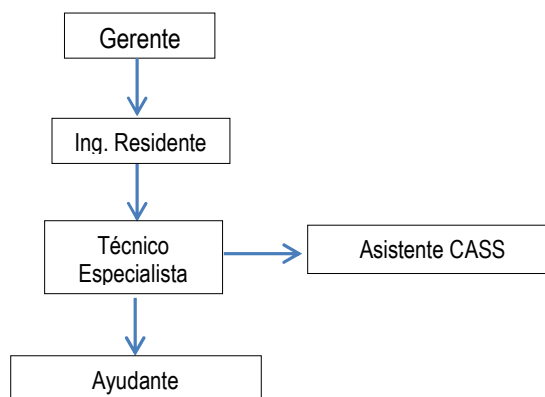 Gerente
Ing. Residente
Técnico
Especialista
Asistente CASS
Ayudante